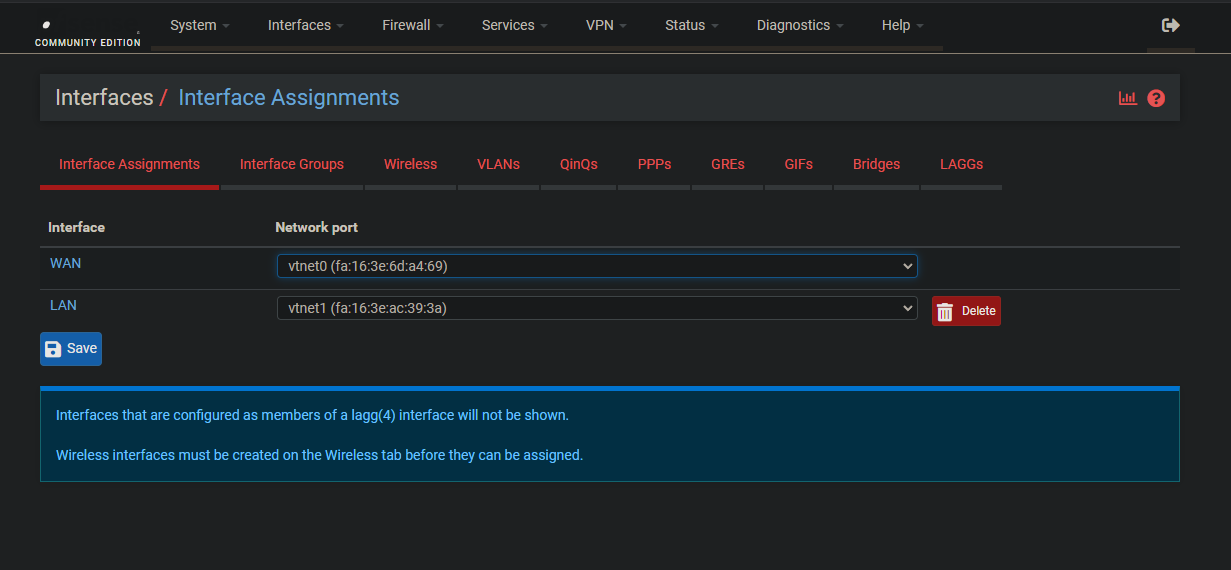 System Interfaces Firewall Services VPN Status Diagnostics Help
COMMUNITY EDITION
Interfaces / Interface Assignments
Interface Assignments Interface Groups Wireless VLANs QinQs PPPs GREs GIFs Bridges LAGGs
Interface Network port
WAN vtnet0 (fa:16:3e:6d:a4:69)
LAN vtnet1 (fa:16:3e:ac:39:3a) Delete
Save
Interfaces that are configured as members of a lagg(4) interface will not be shown.
Wireless interfaces must be created on the Wireless tab before they can be assigned.